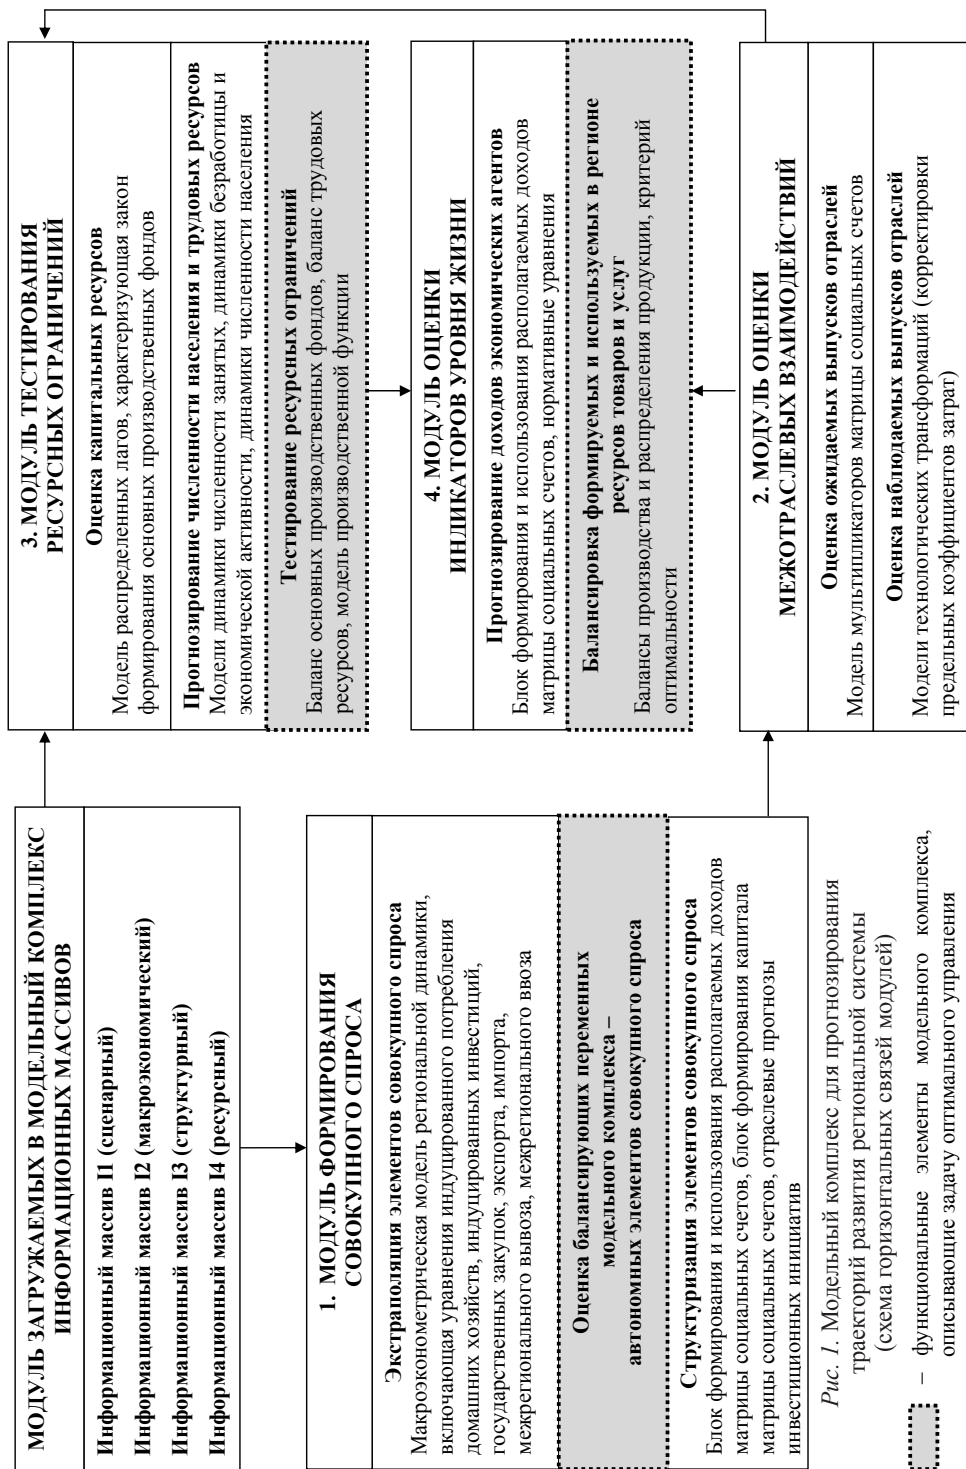 МОДУЛЬ ЗАГРУЖАЕМЫХ В МОДЕЛЬНЫЙ КОМПЛЕКС
ИНФОРМАЦИОННЫХ МАССИВОВ
Информационный массив I1 (сценарный)
Информационный массив I2 (макроэкономический)
Информационный массив I3 (структурный)
Информационный массив I4 (ресурсный)
1. МОДУЛЬ ФОРМИРОВАНИЯ
СОВОКУПНОГО СПРОСА
Экстраполяция элементов совокупного спроса
Макроэконометрическая модель региональной динамики,
включающая уравнения индуцированного потребления
домашних хозяйств, индуцированных инвестиций,
государственных закупок, экспорта, импорта,
межрегионального вывоза, межрегионального ввоза
Оценка балансирующих переменных
модельного комплекса –
автономных элементов совокупного спроса
Структуризация элементов совокупного спроса
Блок формирования и использования располагаемых доходов
матрицы социальных счетов, блок формирования капитала
матрицы социальных счетов, отраслевые прогнозы
инвестиционных инициатив
3. МОДУЛЬ ТЕСТИРОВАНИЯ
РЕСУРСНЫХ ОГРАНИЧЕНИЙ
Оценка капитальных ресурсов
Модель распределенных лагов, характеризующая закон
формирования основных производственных фондов
Прогнозирование численности населения и трудовых ресурсов
Модели динамики численности занятых, динамики безработицы и
экономической активности, динамики численности населения
Тестирование ресурсных ограничений
Баланс основных производственных фондов, баланс трудовых
ресурсов, модель производственной функции
4. МОДУЛЬ ОЦЕНКИ
ИНЛИКАТОРОВ УРОВНЯ ЖИЗНИ
Прогнозирование доходов экономических агентов
Блок формирования и использования располагаемых доходов
матрицы социальных счетов, нормативные уравнения
Балансировка формируемых и используемых в регионе
ресурсов товаров и услуг
Балансы производства и распределения продукции, критерий
оптимальности
2. МОДУЛЬ ОЦЕНКИ
МЕЖОТРАСЛЕВЫХ ВЗАИМОДЕЙСТВИЙ
Оценка ожидаемых выпусков отраслей
Модель мультипликаторов матрицы социальных счетов
Оценка наблюдаемых выпусков отраслей
Модели технологических трансформаций (корректировки
предельных коэффициентов затрат)
Рис. 1. Модельный комплекс для прогнозирования
траекторий развития региональной системы
(схема горизонтальных связей модулей)
– функциональные элементы модельного комплекса,
описывающие задачу оптимального управления